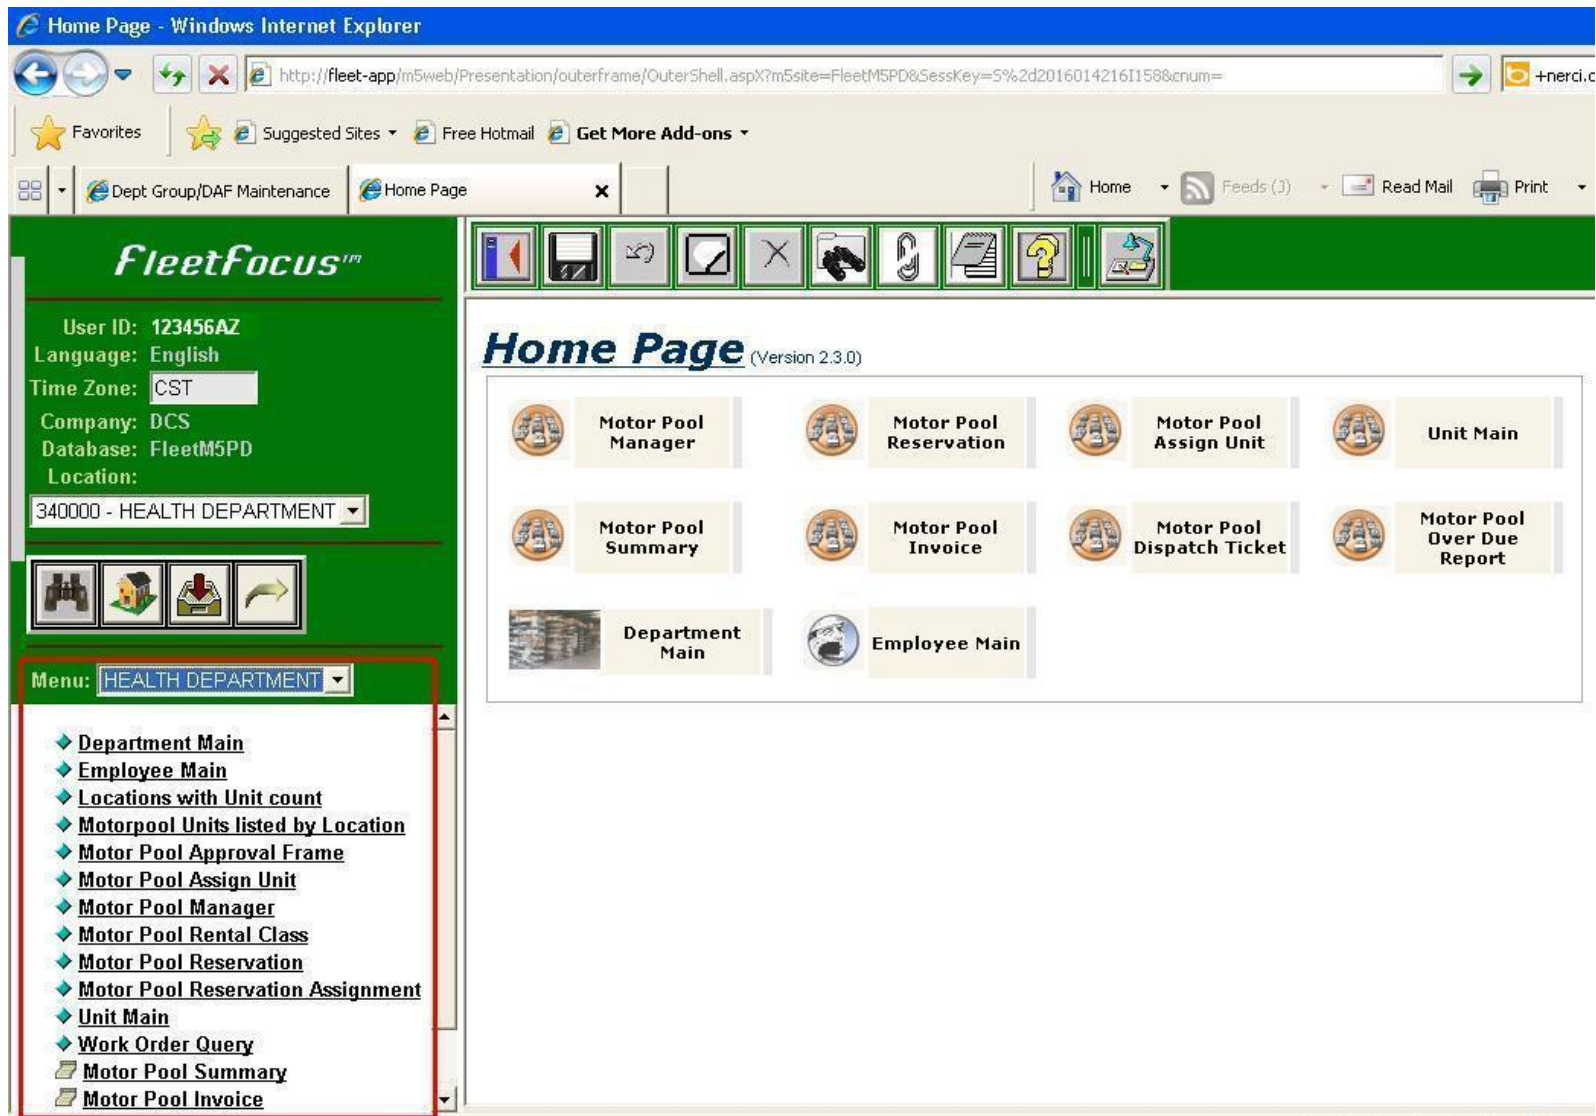 Home Page - Windows Internet Explorer
http://fleet-app/m5web/Presentation/outerframe/OuterShell.aspX?m5site=FleetM5PD&SessKey=5%2d2016014216I158&cnum=
+nerci.c
Favorites
Suggested Sites
Free Hotmail
Get More Add-ons
Dept Group/DAF Maintenance
Home Page
Home
Feeds (J)
Read Mail
Print
FleetFocus™
User ID: 123456AZ
Language: English
Time Zone: CST
Company: DCS
Database: FleetM5PD
Location:
340000 - HEALTH DEPARTMENT
Menu: HEALTH DEPARTMENT
Department Main
Employee Main
Locations with Unit count
Motorpool Units listed by Location
Motor Pool Approval Frame
Motor Pool Assign Unit
Motor Pool Manager
Motor Pool Rental Class
Motor Pool Reservation
Motor Pool Reservation Assignment
Unit Main
Work Order Query
Motor Pool Summary
Motor Pool Invoice
Home Page (Version 2.3.0)
Motor Pool
Manager
Motor Pool
Reservation
Motor Pool
Assign Unit
Unit Main
Motor Pool
Summary
Motor Pool
Invoice
Motor Pool
Dispatch Ticket
Motor Pool
Over Due
Report
Department
Main
Employee Main